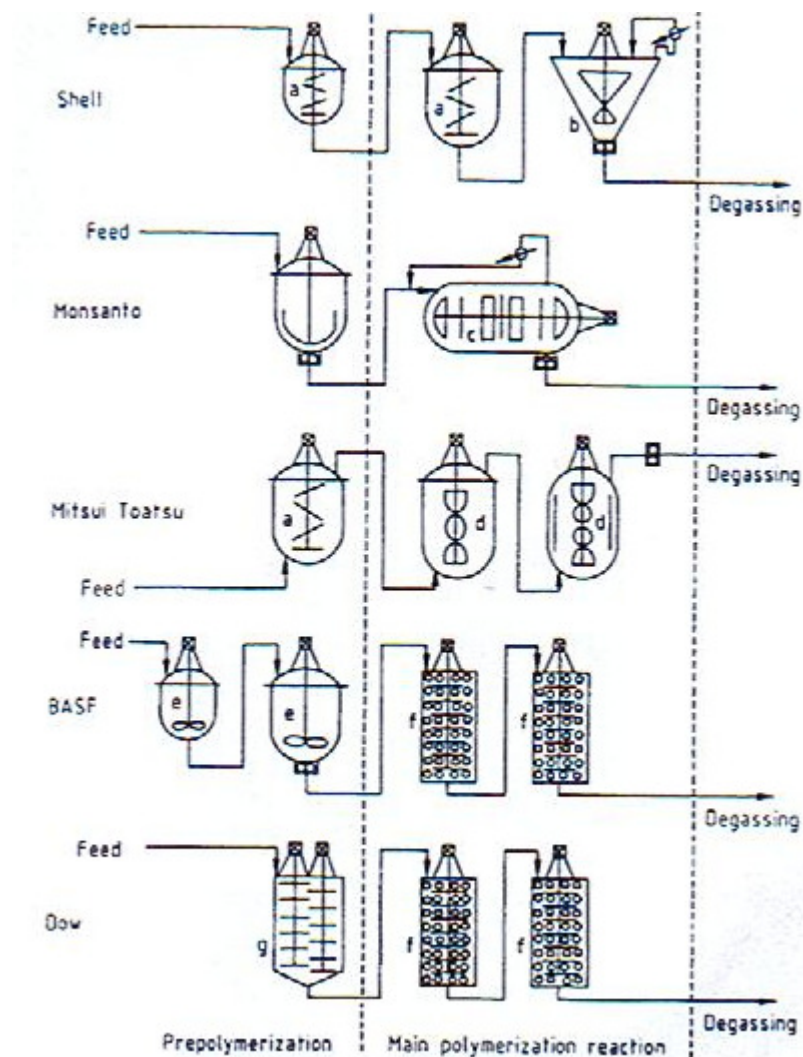 Feed
a
a
b
Shell
Degassing
Feed
Monsanto
c
Degassing
Mitsui Toatsu
a
d
d
Degassing
Feed
Feed
BASF
e
e
f
f
Degassing
Feed
Dow
g
f
f
Degassing
Prepolymerization
Main polymerization reaction